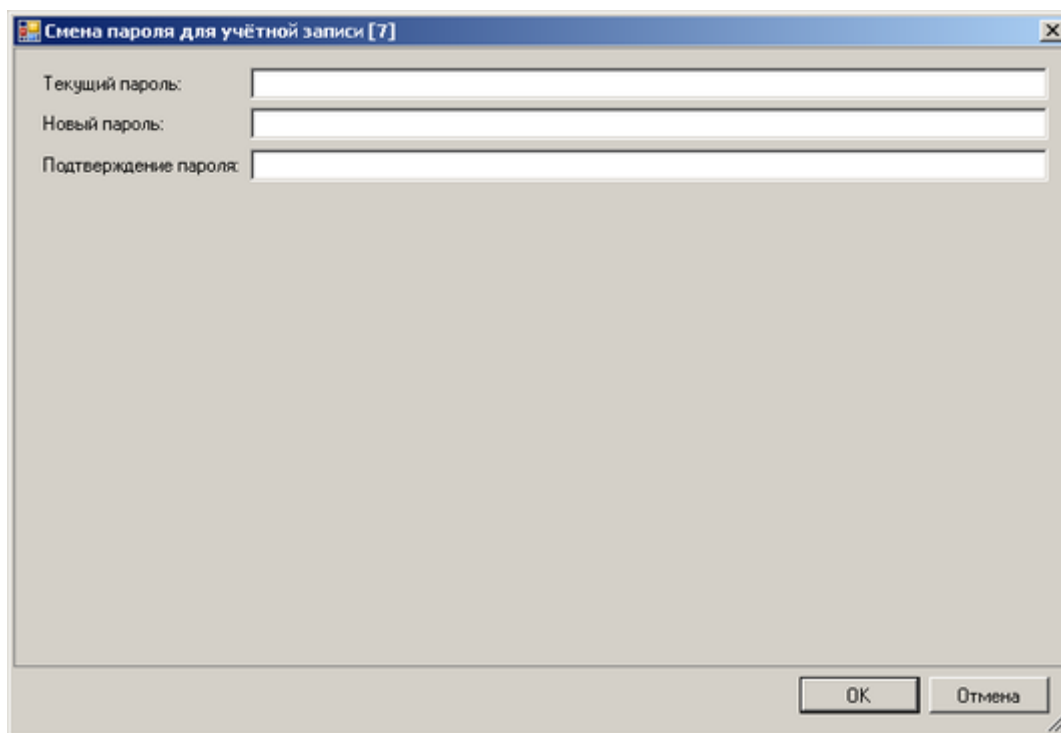 Смена пароля для учётной записи [7]
Текущий пароль:
Новый пароль:
Подтверждение пароля:
OK Отмена